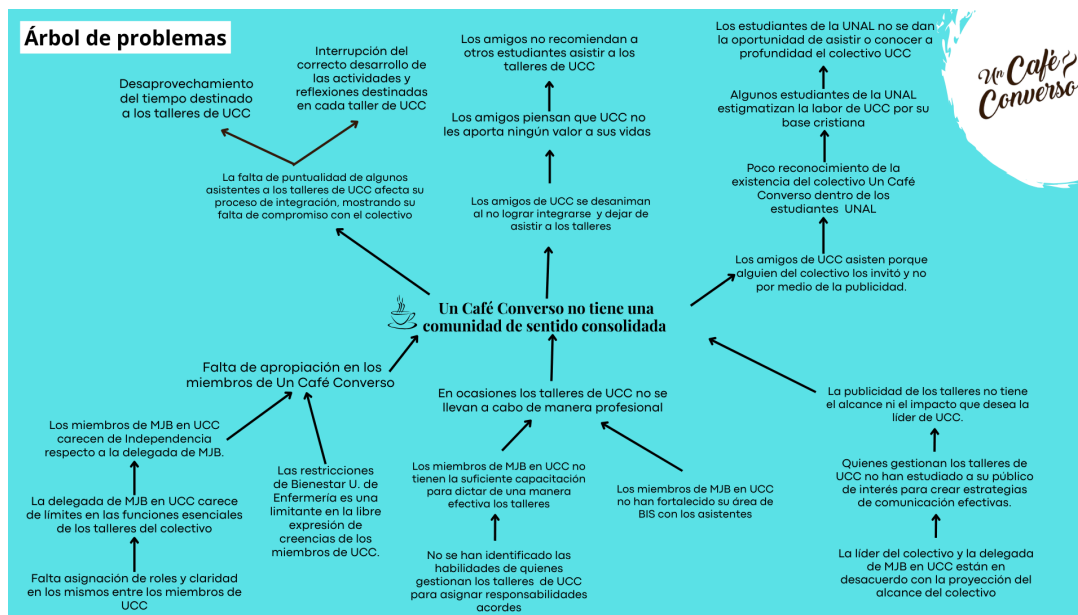 Árbol de problemas
Un Café
Converso
Desaprovechamiento
del tiempo destinado
a los talleres de UCC
Interrupción del
correcto desarrollo de
las actividades y
reflexiones destinadas
en cada taller de UCC
La falta de puntualidad de algunos
asistentes a los talleres de UCC afecta su
proceso de integración, mostrando su
falta de compromiso con el colectivo
Los amigos no recomiendan a
otros estudiantes asistir a los
talleres de UCC
Los amigos piensan que UCC no
les aporta ningún valor a sus vidas
Los amigos de UCC se desaniman
al no lograr integrarse y dejar de
asistir a los talleres
Los estudiantes de la UNAL no se dan
la oportunidad de asistir o conocer a
profundidad el colectivo UCC
Algunos estudiantes de la UNAL
estigmatizan la labor de UCC por su
base cristiana
Poco reconocimiento de la
existencia del colectivo Un Café
Converso dentro de los
estudiantes UNAL
Los amigos de UCC asisten porque
alguien del colectivo los invitó y no
por medio de la publicidad.
Un Café Converso no tiene una
comunidad de sentido consolidada
Falta de apropiación en los
miembros de Un Café Converso
Los miembros de MJB en UCC
carecen de Independencia
respecto a la delegada de MJB.
La delegada de MJB en UCC carece
de límites en las funciones esenciales
de los talleres del colectivo
Falta asignación de roles y claridad
en los mismos entre los miembros de
UCC
Las restricciones
de Bienestar U. de
Enfermería es una
limitante en la libre
expresión de
creencias de los
miembros de UCC.
En ocasiones los talleres de UCC no se
llevan a cabo de manera profesional
Los miembros de MJB en UCC no
tienen la suficiente capacitación
para dictar de una manera
efectiva los talleres
No se han identificado las
habilidades de quienes
gestionan los talleres de UCC
para asignar responsabilidades
acordes
Los miembros de MJB en UCC
no han fortalecido su área de
BIS con los asistentes
La publicidad de los talleres no tiene
el alcance ni el impacto que desea la
líder de UCC.
Quienes gestionan los talleres de
UCC no han estudiado a su público
de interés para crear estrategias
de comunicación efectivas.
La líder del colectivo y la delegada
de MJB en UCC están en
desacuerdo con la proyección del
alcance del colectivo